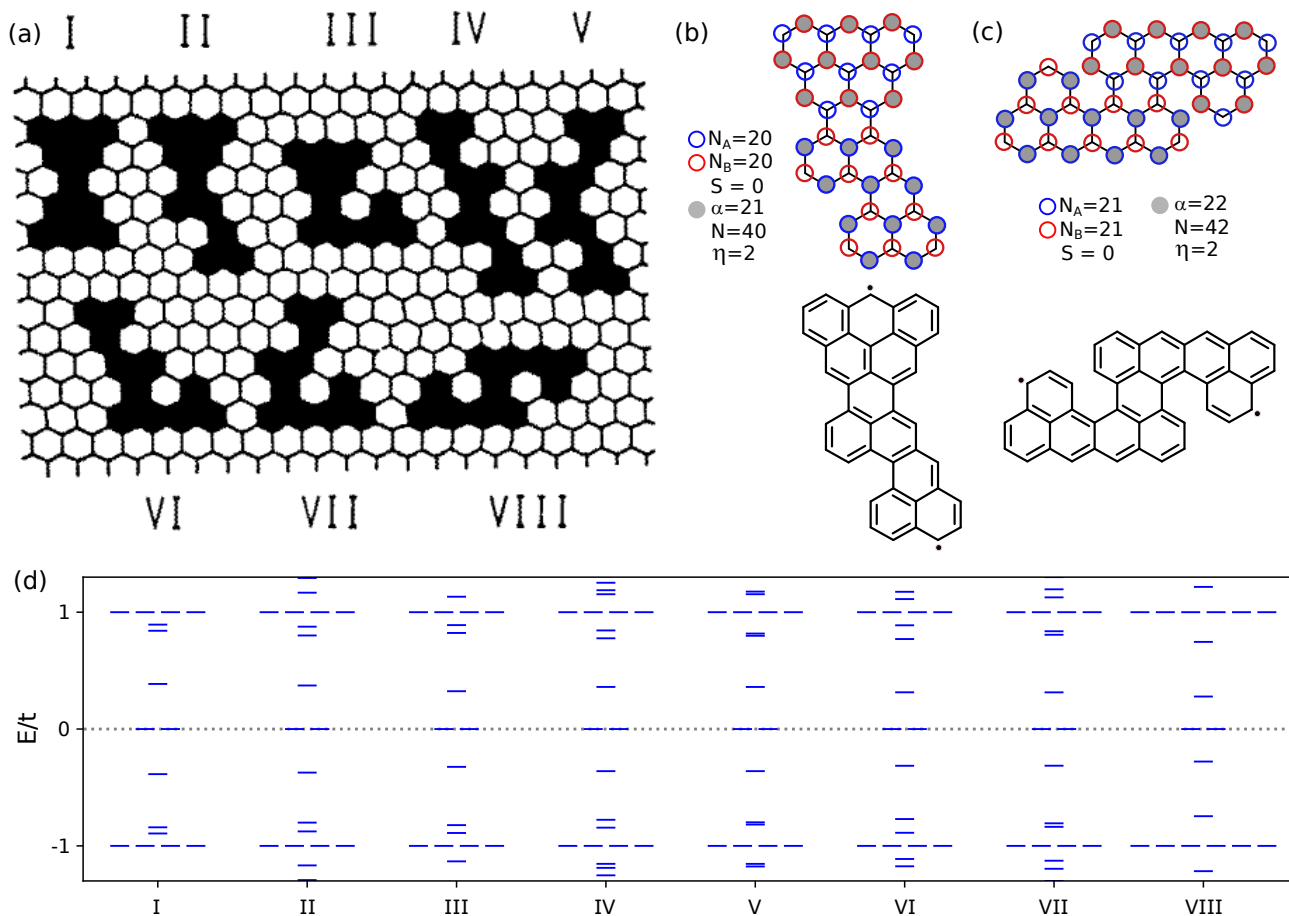 (a)
I II III IV V
VI VII VIII
(b)
N_A=20
N_B=20
S = 0
α=21
N=40
η=2
(c)
N_A=21
N_B=21
S = 0
α=22
N=42
η=2
(d)
E/t
1
0
-1
I II III IV V VI VII VIII